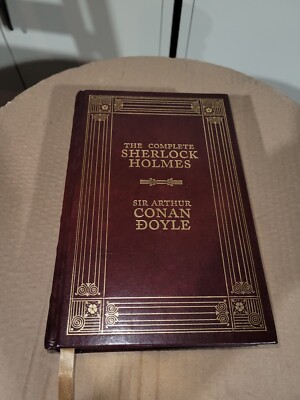 THE COMPLETE
SHERLOCK
HOLMES
SIR ARTHUR
CONAN
DOYLE